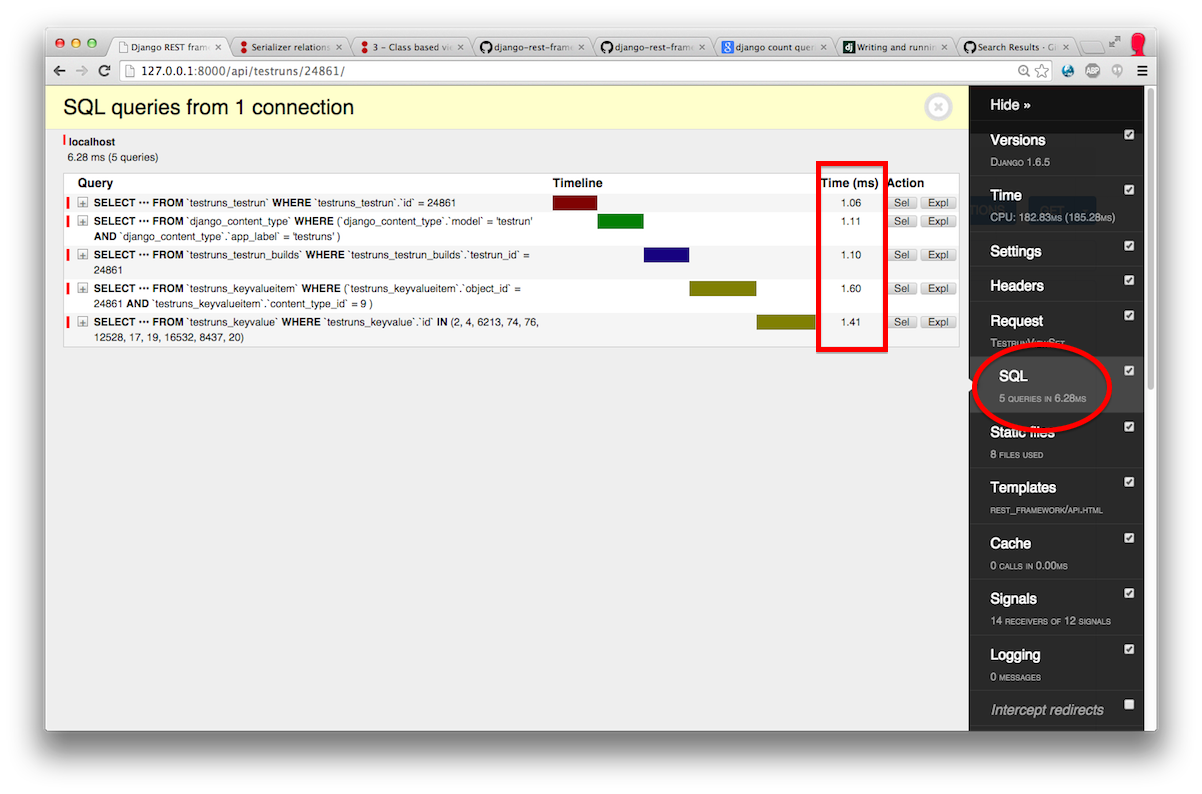 Django REST fram
Serializer relations
3 – Class based vie
django-rest-frame
django-rest-frame
django count quer
dj Writing and runnin
Search Results · Gi
127.0.0.1:8000/api/testruns/24861/
ABP
SQL queries from 1 connection
localhost
6.28 ms (5 queries)
Query Timeline Time (ms) Action
SELECT ··· FROM `testruns_testrun` WHERE `testruns_testrun`.`id` = 24861 1.06 Sel Expl
SELECT ··· FROM `django_content_type` WHERE (`django_content_type`.`model` = 'testrun' 1.11 Sel Expl
AND `django_content_type`.`app_label` = 'testruns' )
SELECT ··· FROM `testruns_testrun_builds` WHERE `testruns_testrun_builds`.`testrun_id` = 1.10 Sel Expl
24861
SELECT ··· FROM `testruns_keyvalueitem` WHERE (`testruns_keyvalueitem`.`object_id` = 1.60 Sel Expl
24861 AND `testruns_keyvalueitem`.`content_type_id` = 9 )
SELECT ··· FROM `testruns_keyvalue` WHERE `testruns_keyvalue`.`id` IN (2, 4, 6213, 74, 76, 1.41 Sel Expl
12528, 17, 19, 16532, 8437, 20)
Hide »
Versions
Django 1.6.5
Time
CPU: 182.83ms (185.28ms)
Settings
Headers
Request
TestrunViewSet
SQL
5 queries in 6.28ms
Static files
8 files used
Templates
rest_framework/api.html
Cache
0 calls in 0.00ms
Signals
14 receivers of 12 signals
Logging
0 messages
Intercept redirects